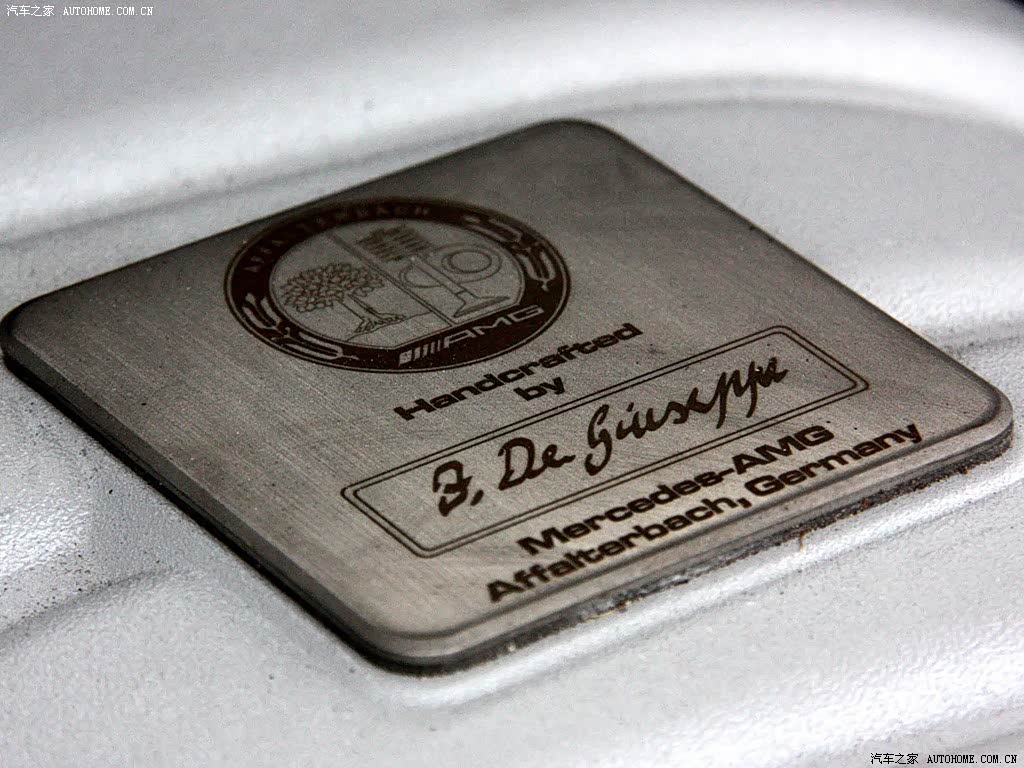 汽车之家 AUTOHOME.COM.CN
AFFALTERBACH
AMG
Handcrafted
by
F. De Giuseppe
Mercedes-AMG
Affalterbach, Germany
汽车之家 AUTOHOME.COM.CN